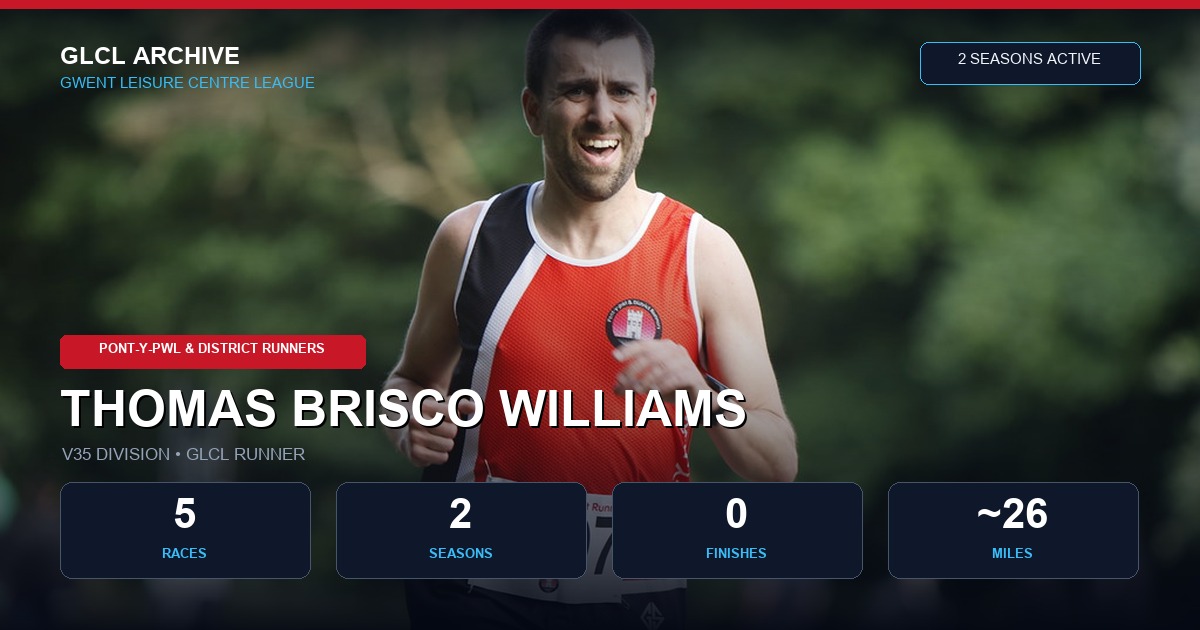 GLCL ARCHIVE
GWENT LEISURE CENTRE LEAGUE
2 SEASONS ACTIVE
PONT-Y-PWL & DISTRICT RUNNERS
THOMAS BRISCO WILLIAMS
V35 DIVISION • GLCL RUNNER
5
RACES
2
SEASONS
0
FINISHES
~26
MILES